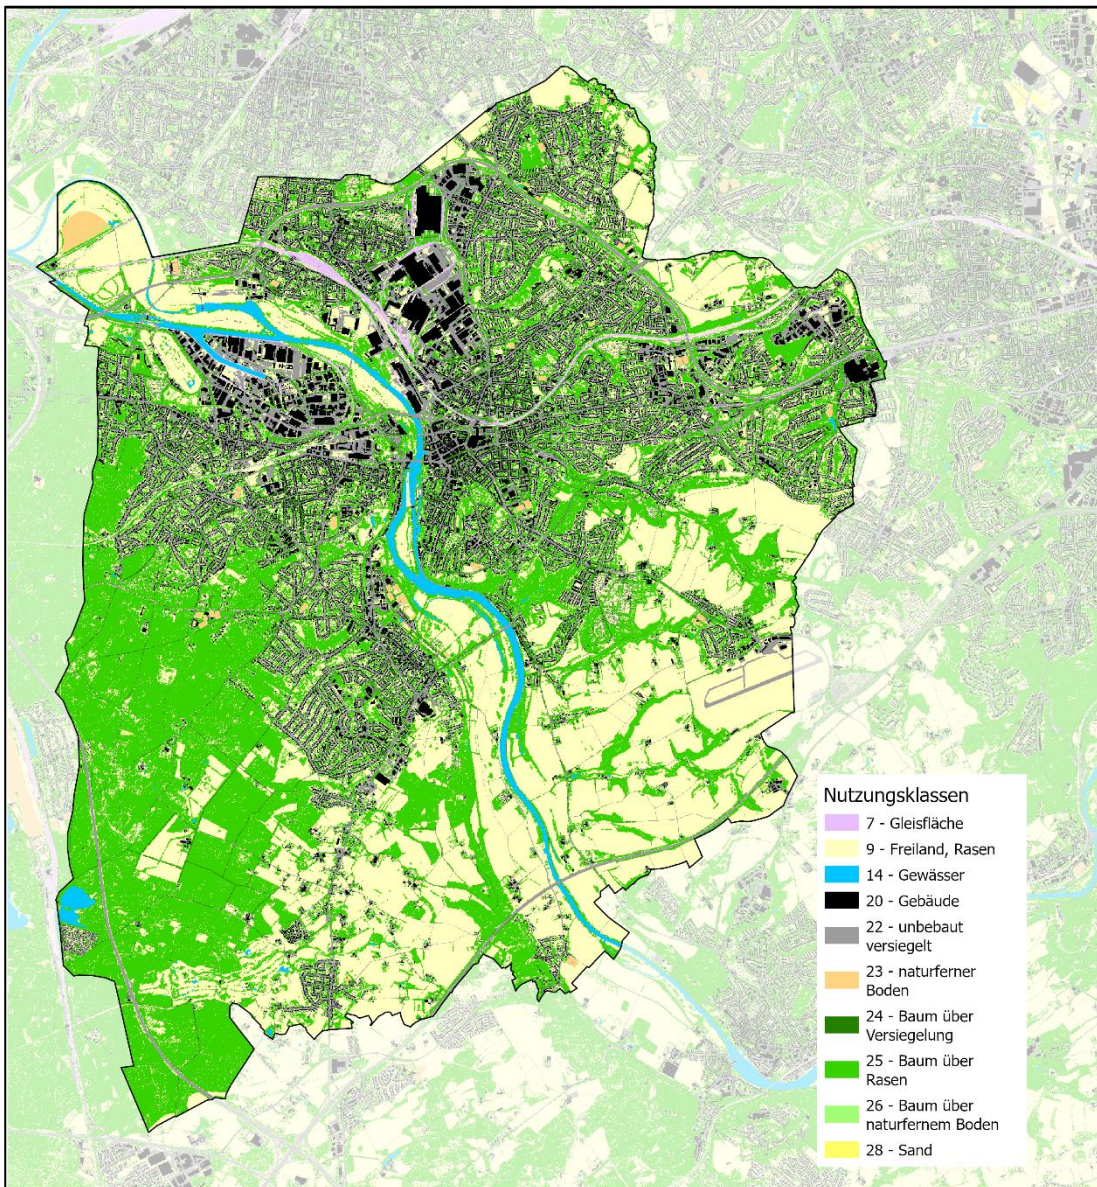 Nutzungsklassen
7 - Gleisfläche
9 - Freiland, Rasen
14 - Gewässer
20 - Gebäude
22 - unbebaut
versiegelt
23 - naturferner
Boden
24 - Baum über
Versiegelung
25 - Baum über
Rasen
26 - Baum über
naturfernem Boden
28 - Sand